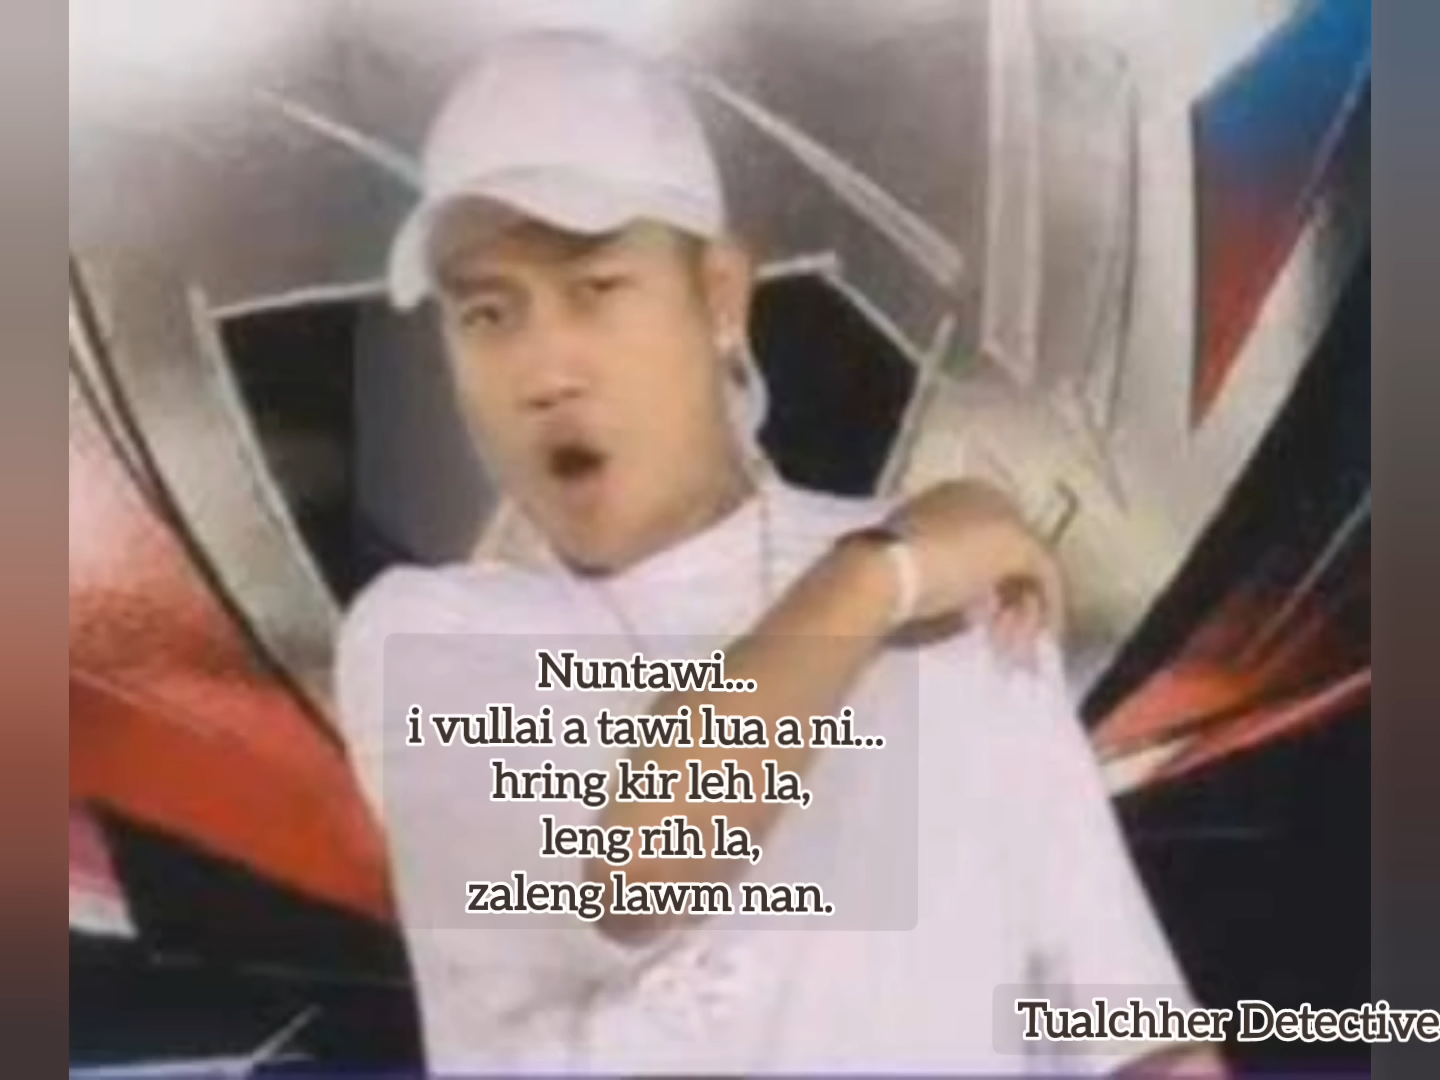 Nuntawi...
i vullai a tawi lua a ni...
hring kir leh la,
leng rih la,
zaleng lawm nan.
Tualchher Detective